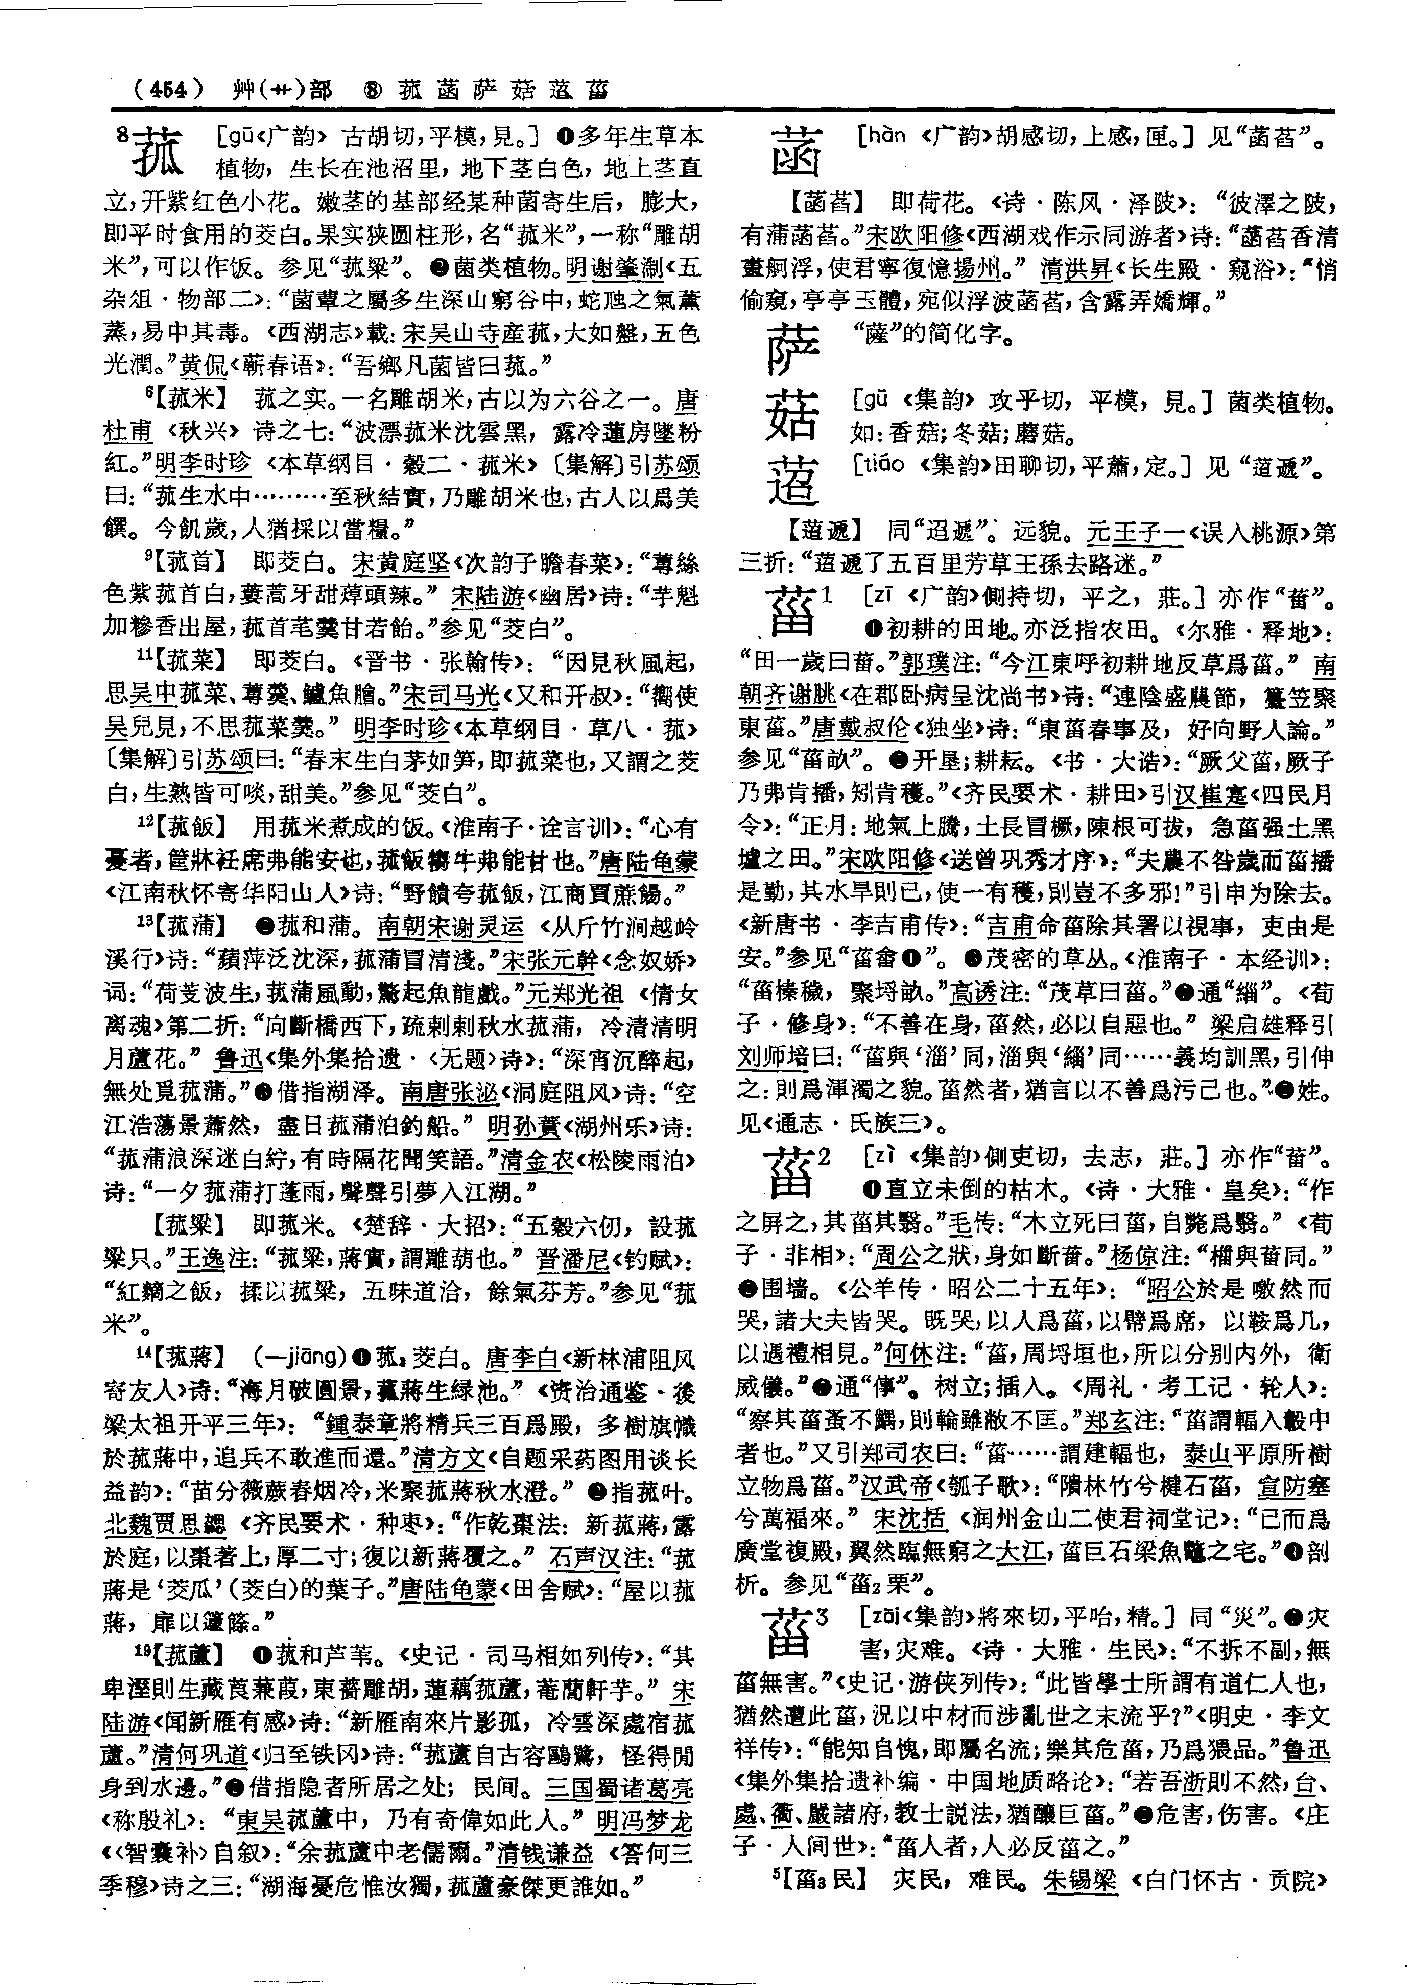 (454) 艸(艹)部 ⑧ 菰 菡 萨 菇 萔 菑
8菰 [gū<广韵> 古胡切,平模,見。] ❶多年生草本
植物, 生长在池沼里, 地下茎白色, 地上茎直
立,开紫红色小花。嫩茎的基部经某种菌寄生后, 膨大,
即平时食用的茭白。果实狭圆柱形,名“菰米”,一称“雕胡
米”,可以作饭。参见“菰粱”。❷菌类植物。明谢肇淛<五
杂俎·物部二>: “菌蕈之屬多生深山窮谷中,蛇虺之氣薰
蒸,易中其毒。<西湖志>載: 宋吴山寺產菰,大如盤,五色
光潤。”黄侃<蘄春语>: “吾鄉凡菌皆曰菰。”
6【菰米】 菰之实。一名雕胡米,古以为六谷之一。唐
杜甫 <秋兴> 诗之七: “波漂菰米沈雲黑, 露冷蓮房墜粉
紅。”明李时珍 <本草纲目·穀二·菰米> 〔集解〕引苏颂
曰: “菰生水中………至秋結實,乃雕胡米也,古人以爲美
饌。今飢歲,人猶採以當糧。”
9【菰首】 即茭白。宋黄庭坚<次韵子瞻春菜>: “蓴絲
色紫菰首白,蔞蒿牙甜蔊頭辣。” 宋陆游<幽居>诗: “芋魁
加糝香出屋,菰首芼羹甘若飴。”参见“茭白”。
11【菰菜】 即茭白。<晋书·张翰传>: “因見秋風起,
思吴中菰菜、蓴羹、鱸魚膾。”宋司马光<又和开叔>: “嚮使
吴兒見,不思菰菜羹。” 明李时珍<本草纲目·草八·菰>
〔集解〕引苏颂曰: “春末生白茅如笋,即菰菜也,又謂之茭
白,生熟皆可啖,甜美。”参见“茭白”。
12【菰飯】 用菰米煮成的饭。<淮南子·诠言训>: “心有
憂者,筐牀衽席弗能安也,菰飯犓牛弗能甘也。”唐陆龟蒙
<江南秋怀寄华阳山人>诗: “野饋夸菰飯,江商賈蔗餳。”
13【菰蒲】 ❶菰和蒲。南朝宋谢灵运 <从斤竹涧越岭
溪行>诗: “蘋萍泛沈深,菰蒲冒清淺。”宋张元幹<念奴娇>
词: “荷芰波生,菰蒲風動,驚起魚龍戲。”元郑光祖 <倩女
离魂>第二折: “向斷橋西下,疏剌剌秋水菰蒲, 冷清清明
月蘆花。” 鲁迅<集外集拾遗·<无题>诗>: “深宵沉醉起,
無处覓菰蒲。”❷借指湖泽。南唐张泌<洞庭阻风>诗: “空
江浩蕩景蕭然, 盡日菰蒲泊釣船。” 明孙蕡<湖州乐>诗:
“菰蒲浪深迷白紵,有時隔花聞笑語。”清金农<松陵雨泊>
诗: “一夕菰蒲打蓬雨,聲聲引夢入江湖。”
【菰粱】 即菰米。<楚辞·大招>: “五穀六仞, 設菰
粱只。”王逸注: “菰粱,蔣實,謂雕葫也。” 晋潘尼<钓赋>:
“紅鱗之飯, 揉以菰粱, 五味道洽, 餘氣芬芳。”参见“菰
米”。
14【菰蔣】 (—jiāng)❶菰,茭白。唐李白<新林浦阻风
寄友人>诗: “海月破圓景,菰蔣生緑池。” <资治通鉴·後
梁太祖开平三年>: “鍾泰章將精兵三百爲殿, 多樹旗幟
於菰蔣中,追兵不敢進而還。”清方文<自题采药图用谈长
益韵>: “苗分薇蕨春烟冷,米聚菰蔣秋水澄。” ❷指菰叶。
北魏贾思勰 <齐民要术·种枣>: “作乾棗法: 新菰蔣,露
於庭,以棗著上,厚二寸;復以新蔣覆之。” 石声汉注: “菰
蔣是‘茭瓜’(茭白)的葉子。”唐陆龟蒙<田舍赋>: “屋以菰
蔣, 扉以籧篨。”
19【菰蘆】 ❶菰和芦苇。<史记·司马相如列传>: “其
卑溼則生藏莨蒹葭,東蘠雕胡,蓮藕菰蘆,菴䕡軒芋。” 宋
陆游<闻新雁有感>诗: “新雁南來片影孤, 冷雲深處宿菰
蘆。”清何巩道<归至铁冈>诗: “菰蘆自古容鷗鷺, 怪得閒
身到水邊。”❷借指隐者所居之处; 民间。三国蜀诸葛亮
<称殷礼>: “東吴菰蘆中, 乃有奇偉如此人。” 明冯梦龙
<<智囊补>自叙>: “余菰蘆中老儒爾。”清钱谦益 <答何三
季穆>诗之三: “湖海憂危惟汝獨,菰蘆豪傑更誰如。”
菡 [hàn <广韵>胡感切,上感,匣。] 见“菡萏”。
【菡萏】 即荷花。<诗·陈风·泽陂>: “彼澤之陂,
有蒲菡萏。”宋欧阳修<西湖戏作示同游者>诗: “菡萏香清
畫舸浮,使君寧復憶揚州。” 清洪昇<长生殿·窥浴>: “悄
偷窺,亭亭玉體,宛似浮波菡萏,含露弄嬌輝。”
萨 “薩”的简化字。
菇 [gū <集韵> 攻乎切, 平模, 見。] 菌类植物。
如: 香菇;冬菇;蘑菇。
萔 [tiáo <集韵>田聊切,平蕭,定。] 见 “萔遞”。
【萔遞】 同“迢遞”。远貌。元王子一<误入桃源>第
三折: “萔遞了五百里芳草王孫去路迷。”
菑1 [zī <广韵>側持切, 平之, 莊。] 亦作“葘”。
❶初耕的田地。亦泛指农田。<尔雅·释地>:
“田一歲曰菑。”郭璞注: “今江東呼初耕地反草爲菑。” 南
朝齐谢朓<在郡卧病呈沈尚书>诗: “連陰盛農節, 籉笠聚
東菑。”唐戴叔伦<独坐>诗: “東菑春事及, 好向野人論。”
参见“菑畝”。❷开垦;耕耘。<书·大诰>: “厥父菑,厥子
乃弗肯播,矧肯穫。”<齐民要术·耕田>引汉崔寔<四民月
令>: “正月: 地氣上騰,土長冒橛,陳根可拔, 急菑强土黑
壚之田。”宋欧阳修<送曾巩秀才序>: “夫農不咎歲而菑播
是勤,其水旱則已,使一有穫,則豈不多邪!”引申为除去。
<新唐书·李吉甫传>: “吉甫命菑除其署以視事, 吏由是
安。”参见“菑畬❶”。❸茂密的草丛。<淮南子·本经训>:
“菑榛穢, 聚埒畝。”高诱注: “茂草曰菑。”❹通“緇”。<荀
子·修身>: “不善在身,菑然,必以自惡也。” 梁启雄释引
刘师培曰: “菑與‘淄’同,淄與‘緇’同……義均訓黑,引伸
之: 則爲渾濁之貌。菑然者,猶言以不善爲污己也。”❺姓。
见<通志·氏族三>。
菑2 [zì <集韵>側吏切, 去志, 莊。] 亦作“葘”。
❶直立未倒的枯木。<诗·大雅·皇矣>: “作
之屏之,其菑其翳。”毛传: “木立死曰菑,自斃爲翳。” <荀
子·非相>: “周公之狀,身如斷菑。”杨倞注: “椔與菑同。”
❷围墙。<公羊传·昭公二十五年>: “昭公於是 噭然而
哭,諸大夫皆哭。既哭,以人爲菑,以幦爲席, 以鞍爲几,
以遇禮相見。”何休注: “菑,周埒垣也,所以分別内外, 衛
威儀。”❸通“倳”。树立;插入。<周礼·考工记·轮人>:
“察其菑蚤不齵,則輪雖敝不匡。”郑玄注: “菑謂輻入轂中
者也。”又引郑司农曰: “菑……謂建輻也, 泰山平原所樹
立物爲菑。”汉武帝<瓠子歌>: “隤林竹兮楗石菑, 宣防塞
兮萬福來。” 宋沈括 <润州金山二使君祠堂记>: “已而爲
廣堂複殿,翼然臨無窮之大江,菑巨石梁魚鼈之宅。”❹剖
析。参见“菑2栗”。
菑3 [zāi<集韵>將來切,平咍,精。] 同 “災”。❶灾
害,灾难。<诗·大雅·生民>: “不拆不副,無
菑無害。”<史记·游侠列传>: “此皆學士所謂有道仁人也,
猶然遭此菑,況以中材而涉亂世之末流乎?”<明史·李文
祥传>: “能知自愧,即屬名流;樂其危菑,乃爲猥品。”鲁迅
<集外集拾遗补编·中国地质略论>: “若吾浙則不然,台、
處、衢、嚴諸府,教士説法,猶釀巨菑。”❷危害,伤害。<庄
子·人间世>: “菑人者,人必反菑之。”
5【菑3民】 灾民, 难民。朱锡梁 <白门怀古·贡院>